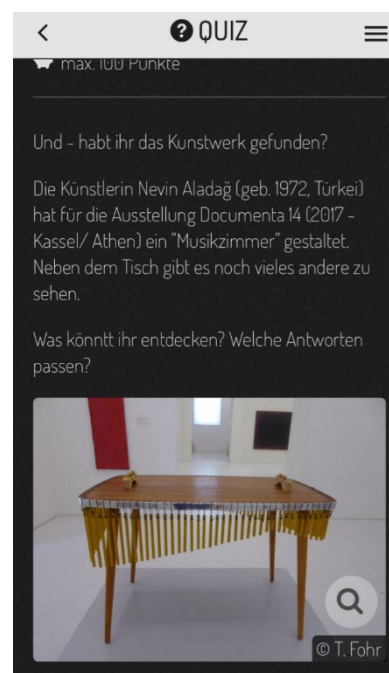 QUIZ
max. 100 Punkte
Und - habt ihr das Kunstwerk gefunden?
Die Künstlerin Nevin Aladağ (geb. 1972, Türkei)
hat für die Ausstellung Documenta 14 (2017 -
Kassel/ Athen) ein "Musikzimmer" gestaltet.
Neben dem Tisch gibt es noch vieles andere zu
sehen.
Was könntt ihr entdecken? Welche Antworten
passen?
© T. Fohr